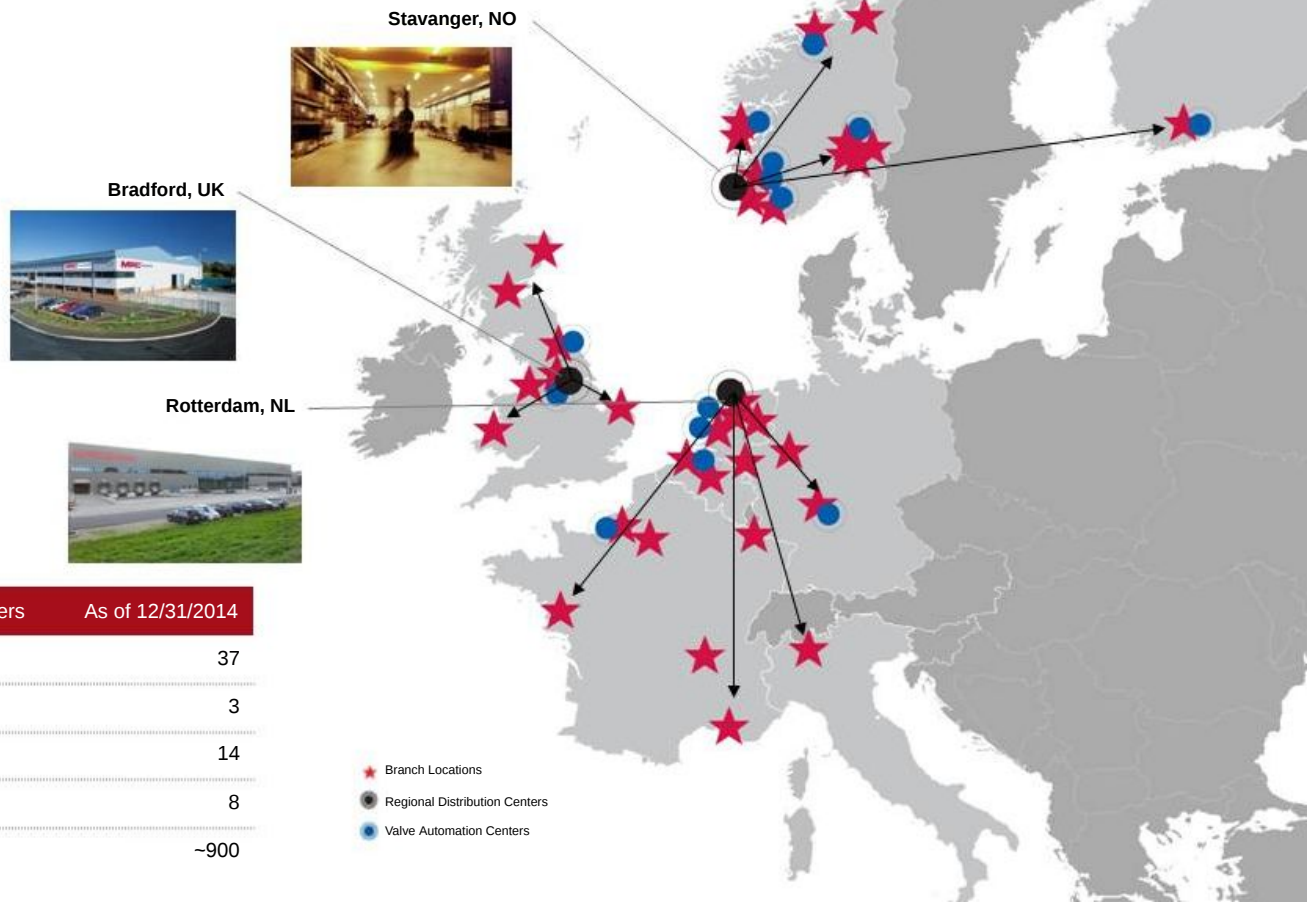 Stavanger, NO
Bradford, UK
MRC
Rotterdam, NL
As of 12/31/2014
37
3
14
8
~900
Branch Locations
Regional Distribution Centers
Valve Automation Centers